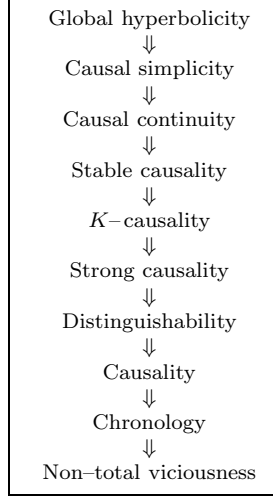 Global hyperbolicity
⇓
Causal simplicity
⇓
Causal continuity
⇓
Stable causality
⇓
K–causality
⇓
Strong causality
⇓
Distinguishability
⇓
Causality
⇓
Chronology
⇓
Non–total viciousness